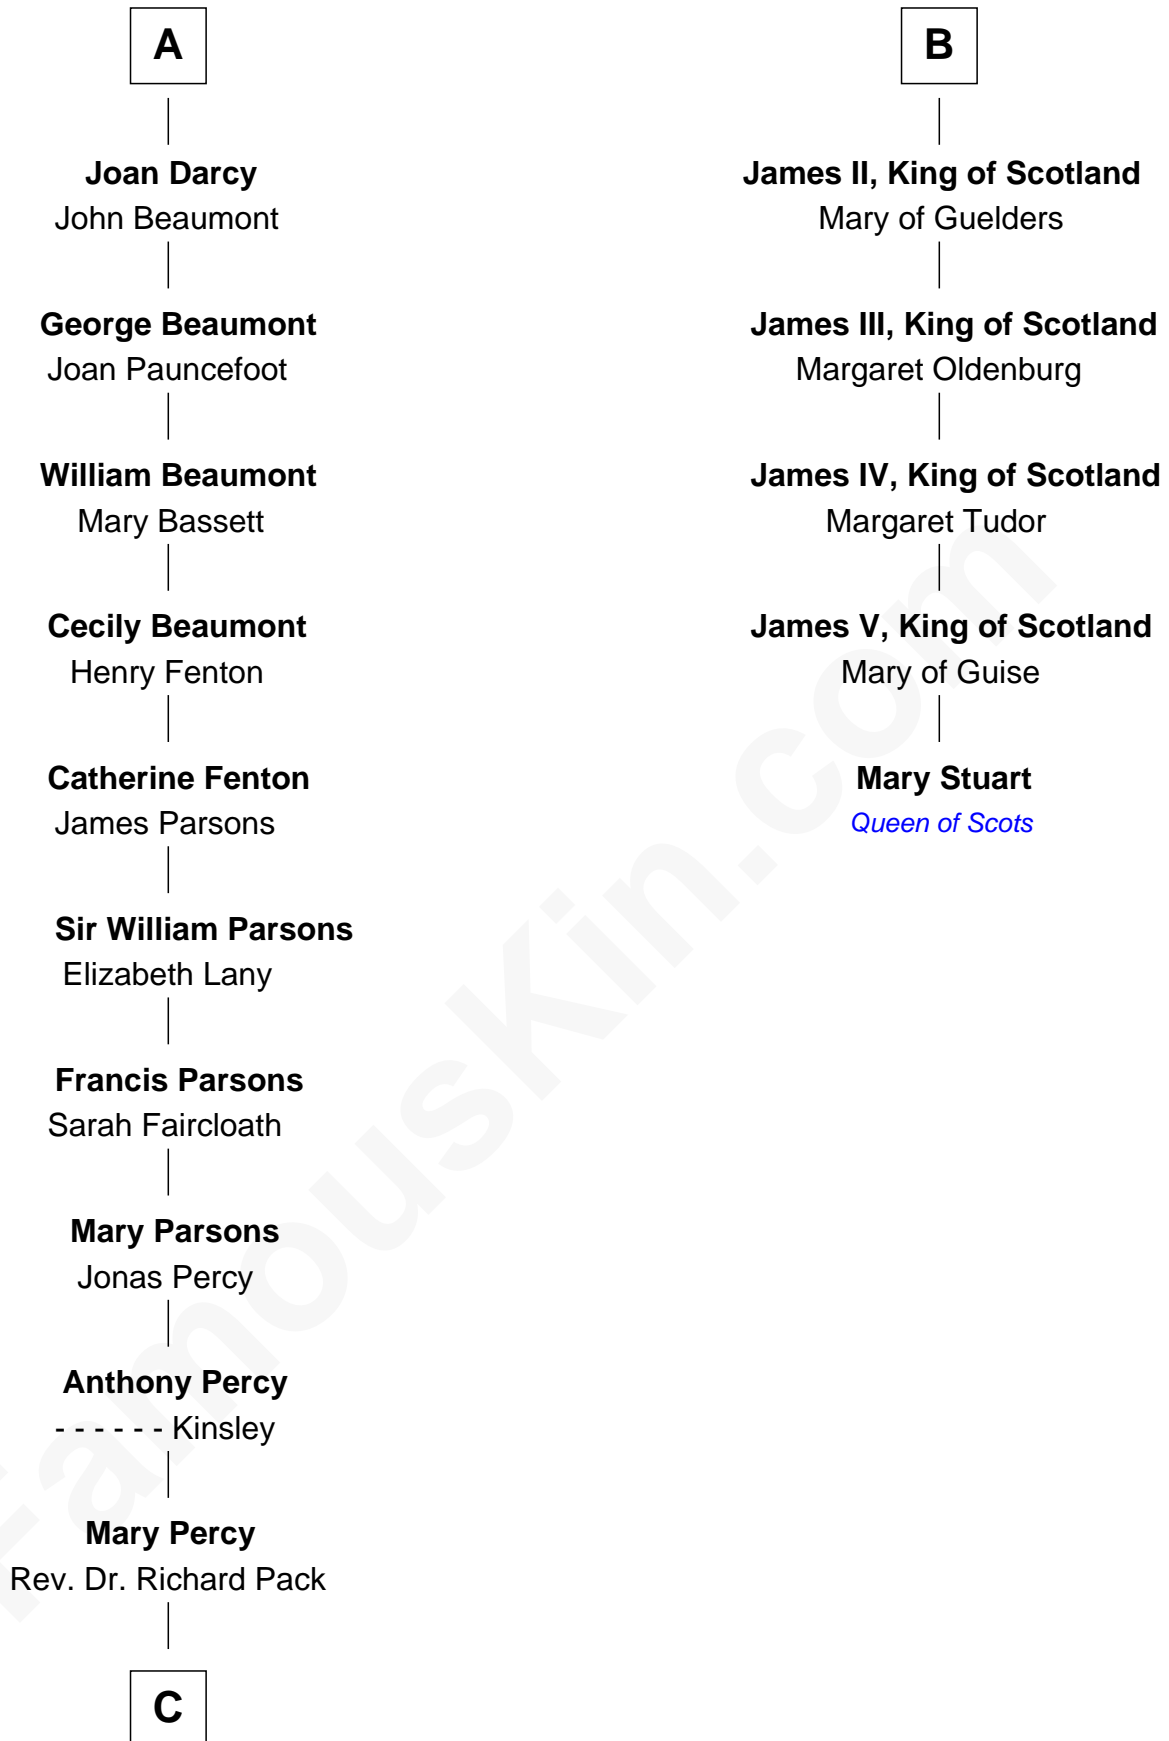 A
Joan Darcy
John Beaumont
George Beaumont
Joan Pauncefoot
William Beaumont
Mary Bassett
Cecily Beaumont
Henry Fenton
Catherine Fenton
James Parsons
Sir William Parsons
Elizabeth Lany
Francis Parsons
Sarah Faircloath
Mary Parsons
Jonas Percy
Anthony Percy
- - - - - - Kinsley
Mary Percy
Rev. Dr. Richard Pack
C
B
James II, King of Scotland
Mary of Guelders
James III, King of Scotland
Margaret Oldenburg
James IV, King of Scotland
Margaret Tudor
James V, King of Scotland
Mary of Guise
Mary Stuart
Queen of Scots
FamousKin.com